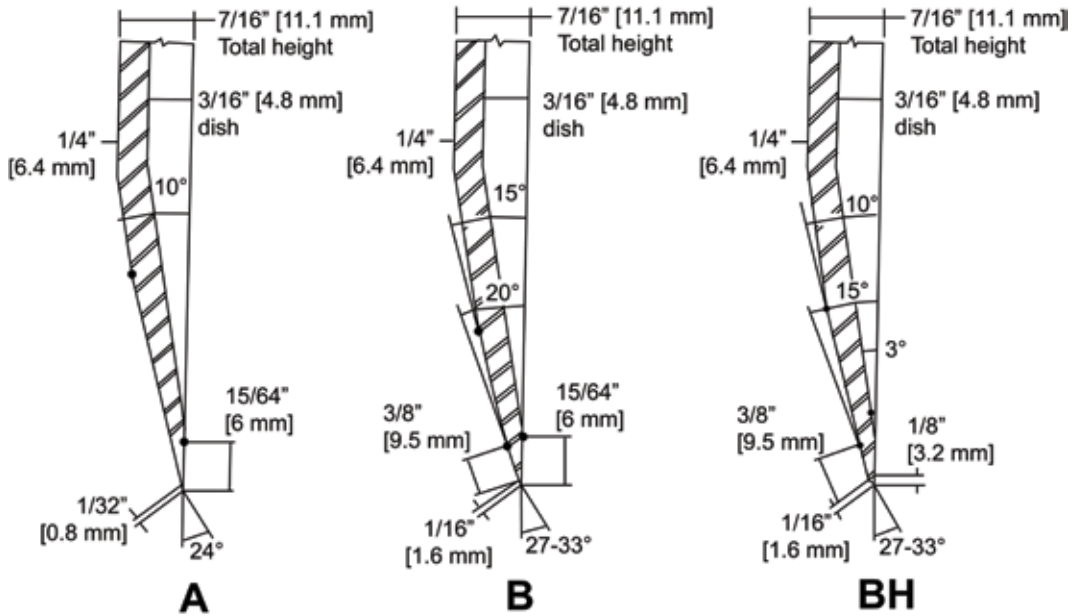 7/16” [11.1 mm]
Total height
3/16” [4.8 mm]
dish
1/4”
[6.4 mm]
10°
15/64”
[6 mm]
1/32”
[0.8 mm]
24°
A
7/16” [11.1 mm]
Total height
3/16” [4.8 mm]
dish
1/4”
[6.4 mm]
15°
20°
3/8”
[9.5 mm]
15/64”
[6 mm]
1/16”
[1.6 mm]
27-33°
B
7/16” [11.1 mm]
Total height
3/16” [4.8 mm]
dish
1/4”
[6.4 mm]
10°
15°
3°
3/8”
[9.5 mm]
1/8”
[3.2 mm]
1/16”
[1.6 mm]
27-33°
BH